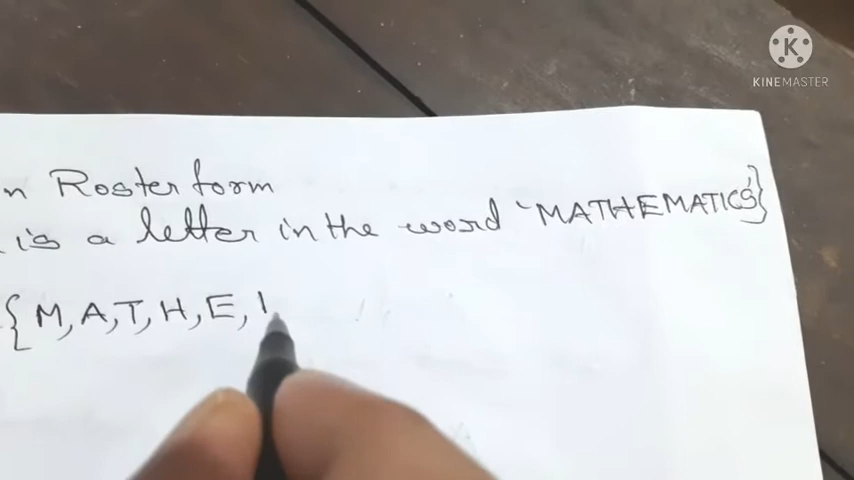 KINEMASTER
n Roster form
is a letter in the word 'MATHEMATICS'}
{M, A, T, H, E, I